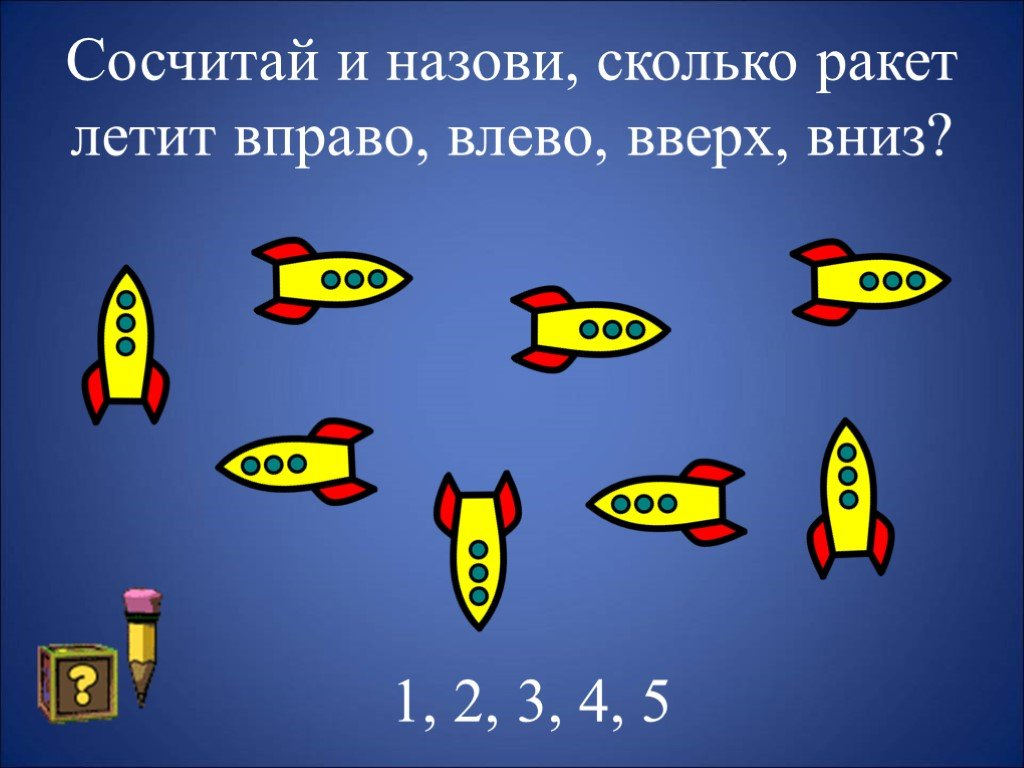 Сосчитай и назови, сколько ракет
летит вправо, влево, вверх, вниз?
?
1, 2, 3, 4, 5